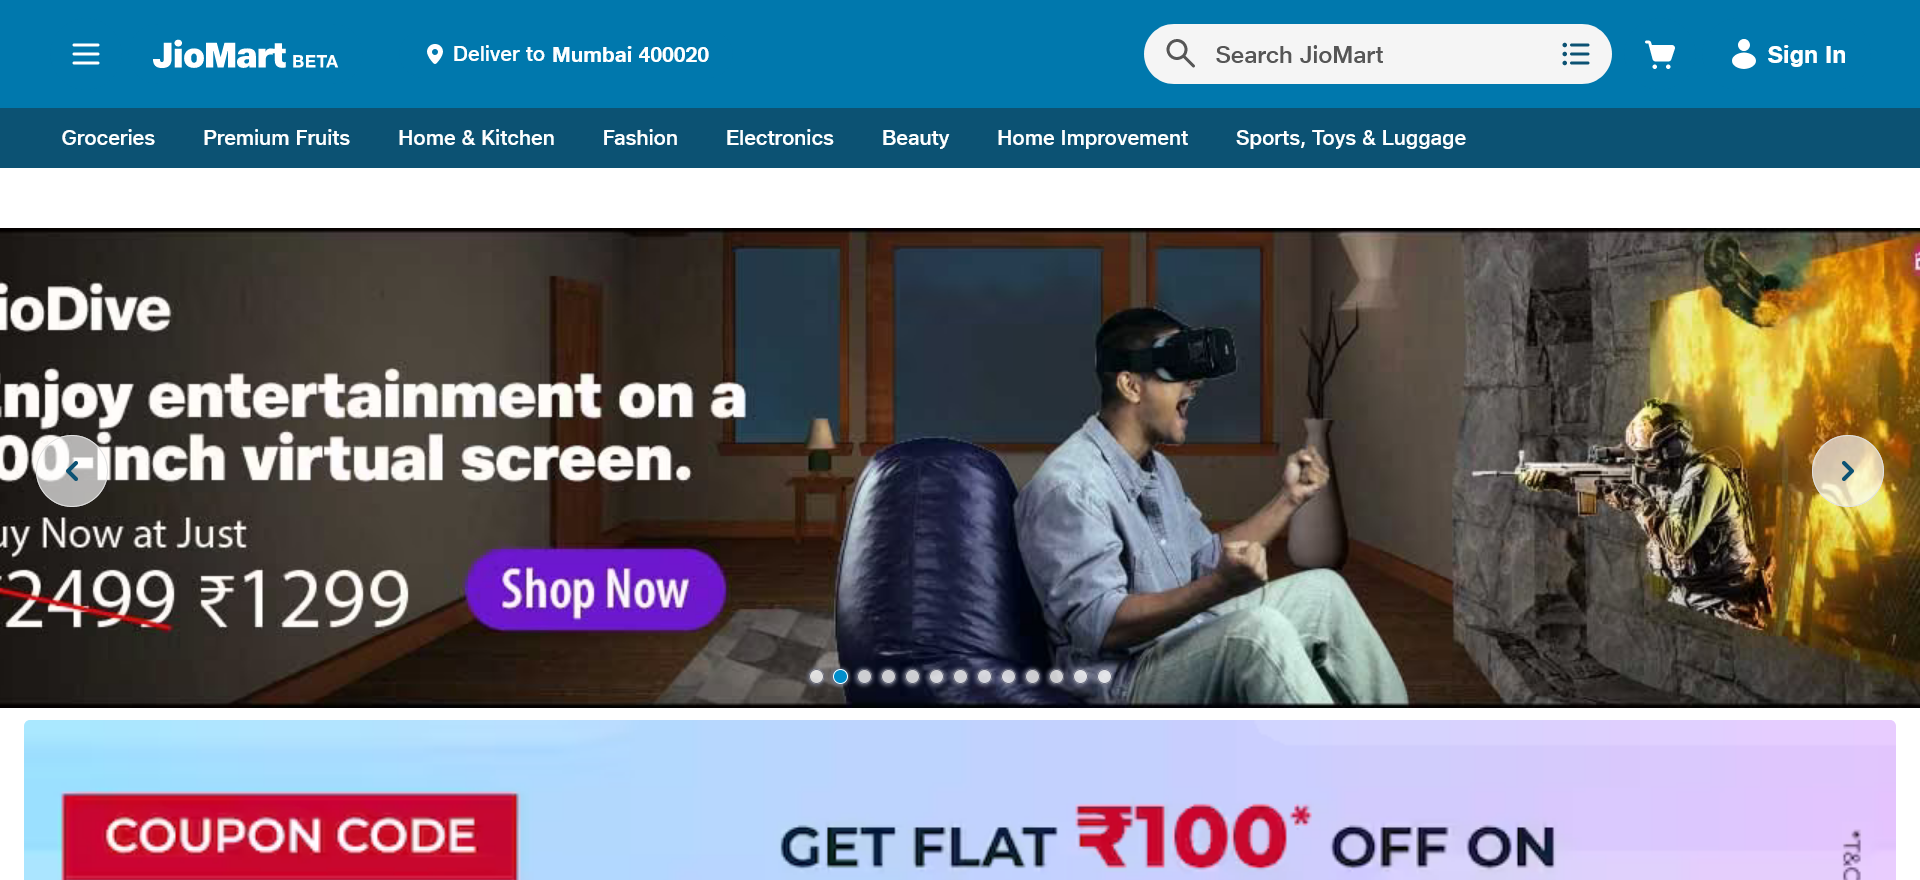 JioMart BETA
Deliver to Mumbai 400020
Search JioMart
Sign In
Groceries
Premium Fruits
Home & Kitchen
Fashion
Electronics
Beauty
Home Improvement
Sports, Toys & Luggage
ioDive
njoy entertainment on a
00-inch virtual screen.
uy Now at Just
2499 ₹1299
Shop Now
COUPON CODE
GET FLAT ₹100* OFF ON
*T&C